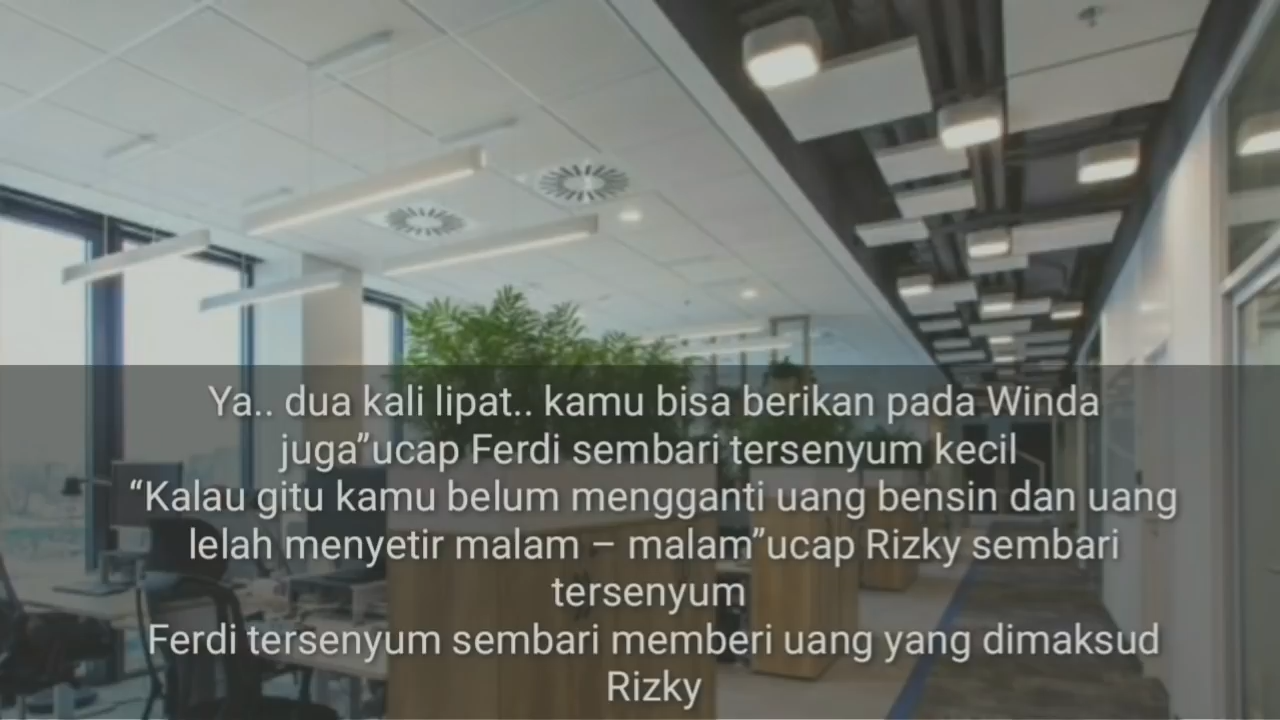 Ya.. dua kali lipat.. kamu bisa berikan pada Winda
juga”ucap Ferdi sembari tersenyum kecil
“Kalau gitu kamu belum mengganti uang bensin dan uang
lelah menyetir malam – malam”ucap Rizky sembari
tersenyum
Ferdi tersenyum sembari memberi uang yang dimaksud
Rizky